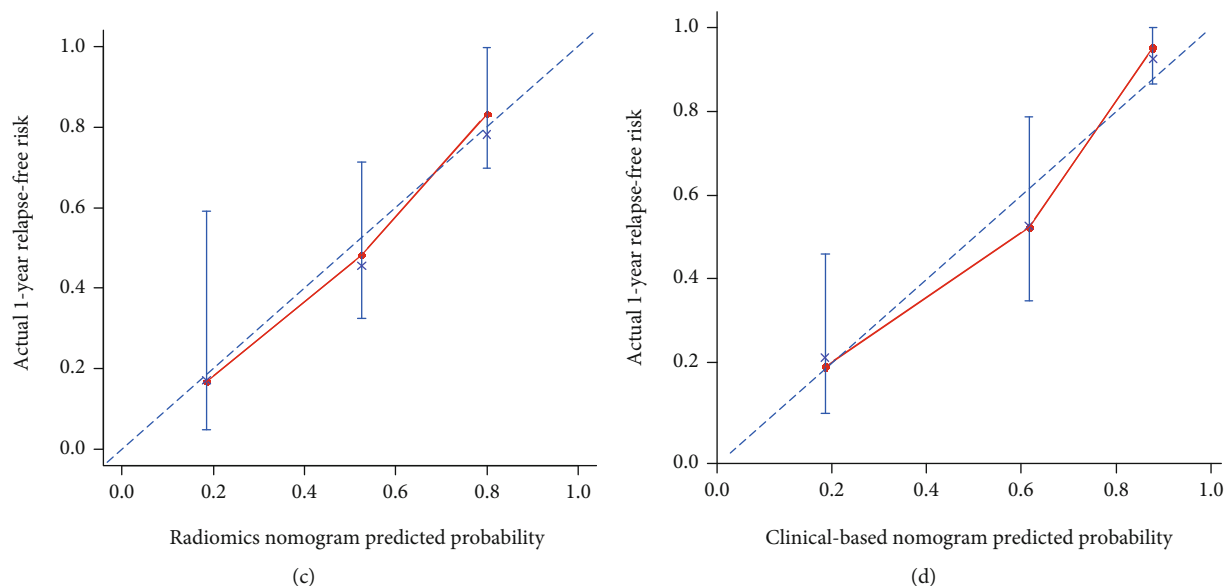 1.0
0.8
0.6
0.4
0.2
0.0
Actual 1-year relapse-free risk
0.0 0.2 0.4 0.6 0.8 1.0
Radiomics nomogram predicted probability
(c)
1.0
0.8
0.6
0.4
0.2
0.0
Actual 1-year relapse-free risk
0.0 0.2 0.4 0.6 0.8 1.0
Clinical-based nomogram predicted probability
(d)